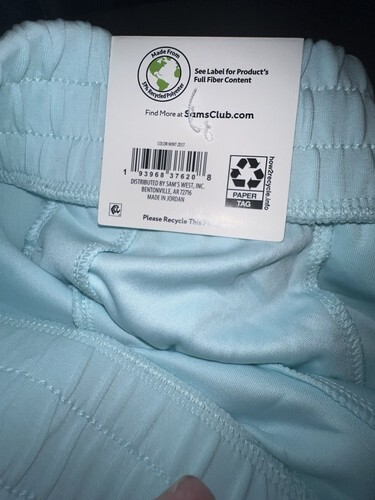 Made From
See Label for Product's
Full Fiber Content
Find More at SamsClub.com
COLOR MINT 2517
1 93968 37620 8
DISTRIBUTED BY SAM'S WEST, INC.
BENTONVILLE, AR 72716
MADE IN JORDAN
how2recycle.info
PAPER
TAG
Please Recycle This